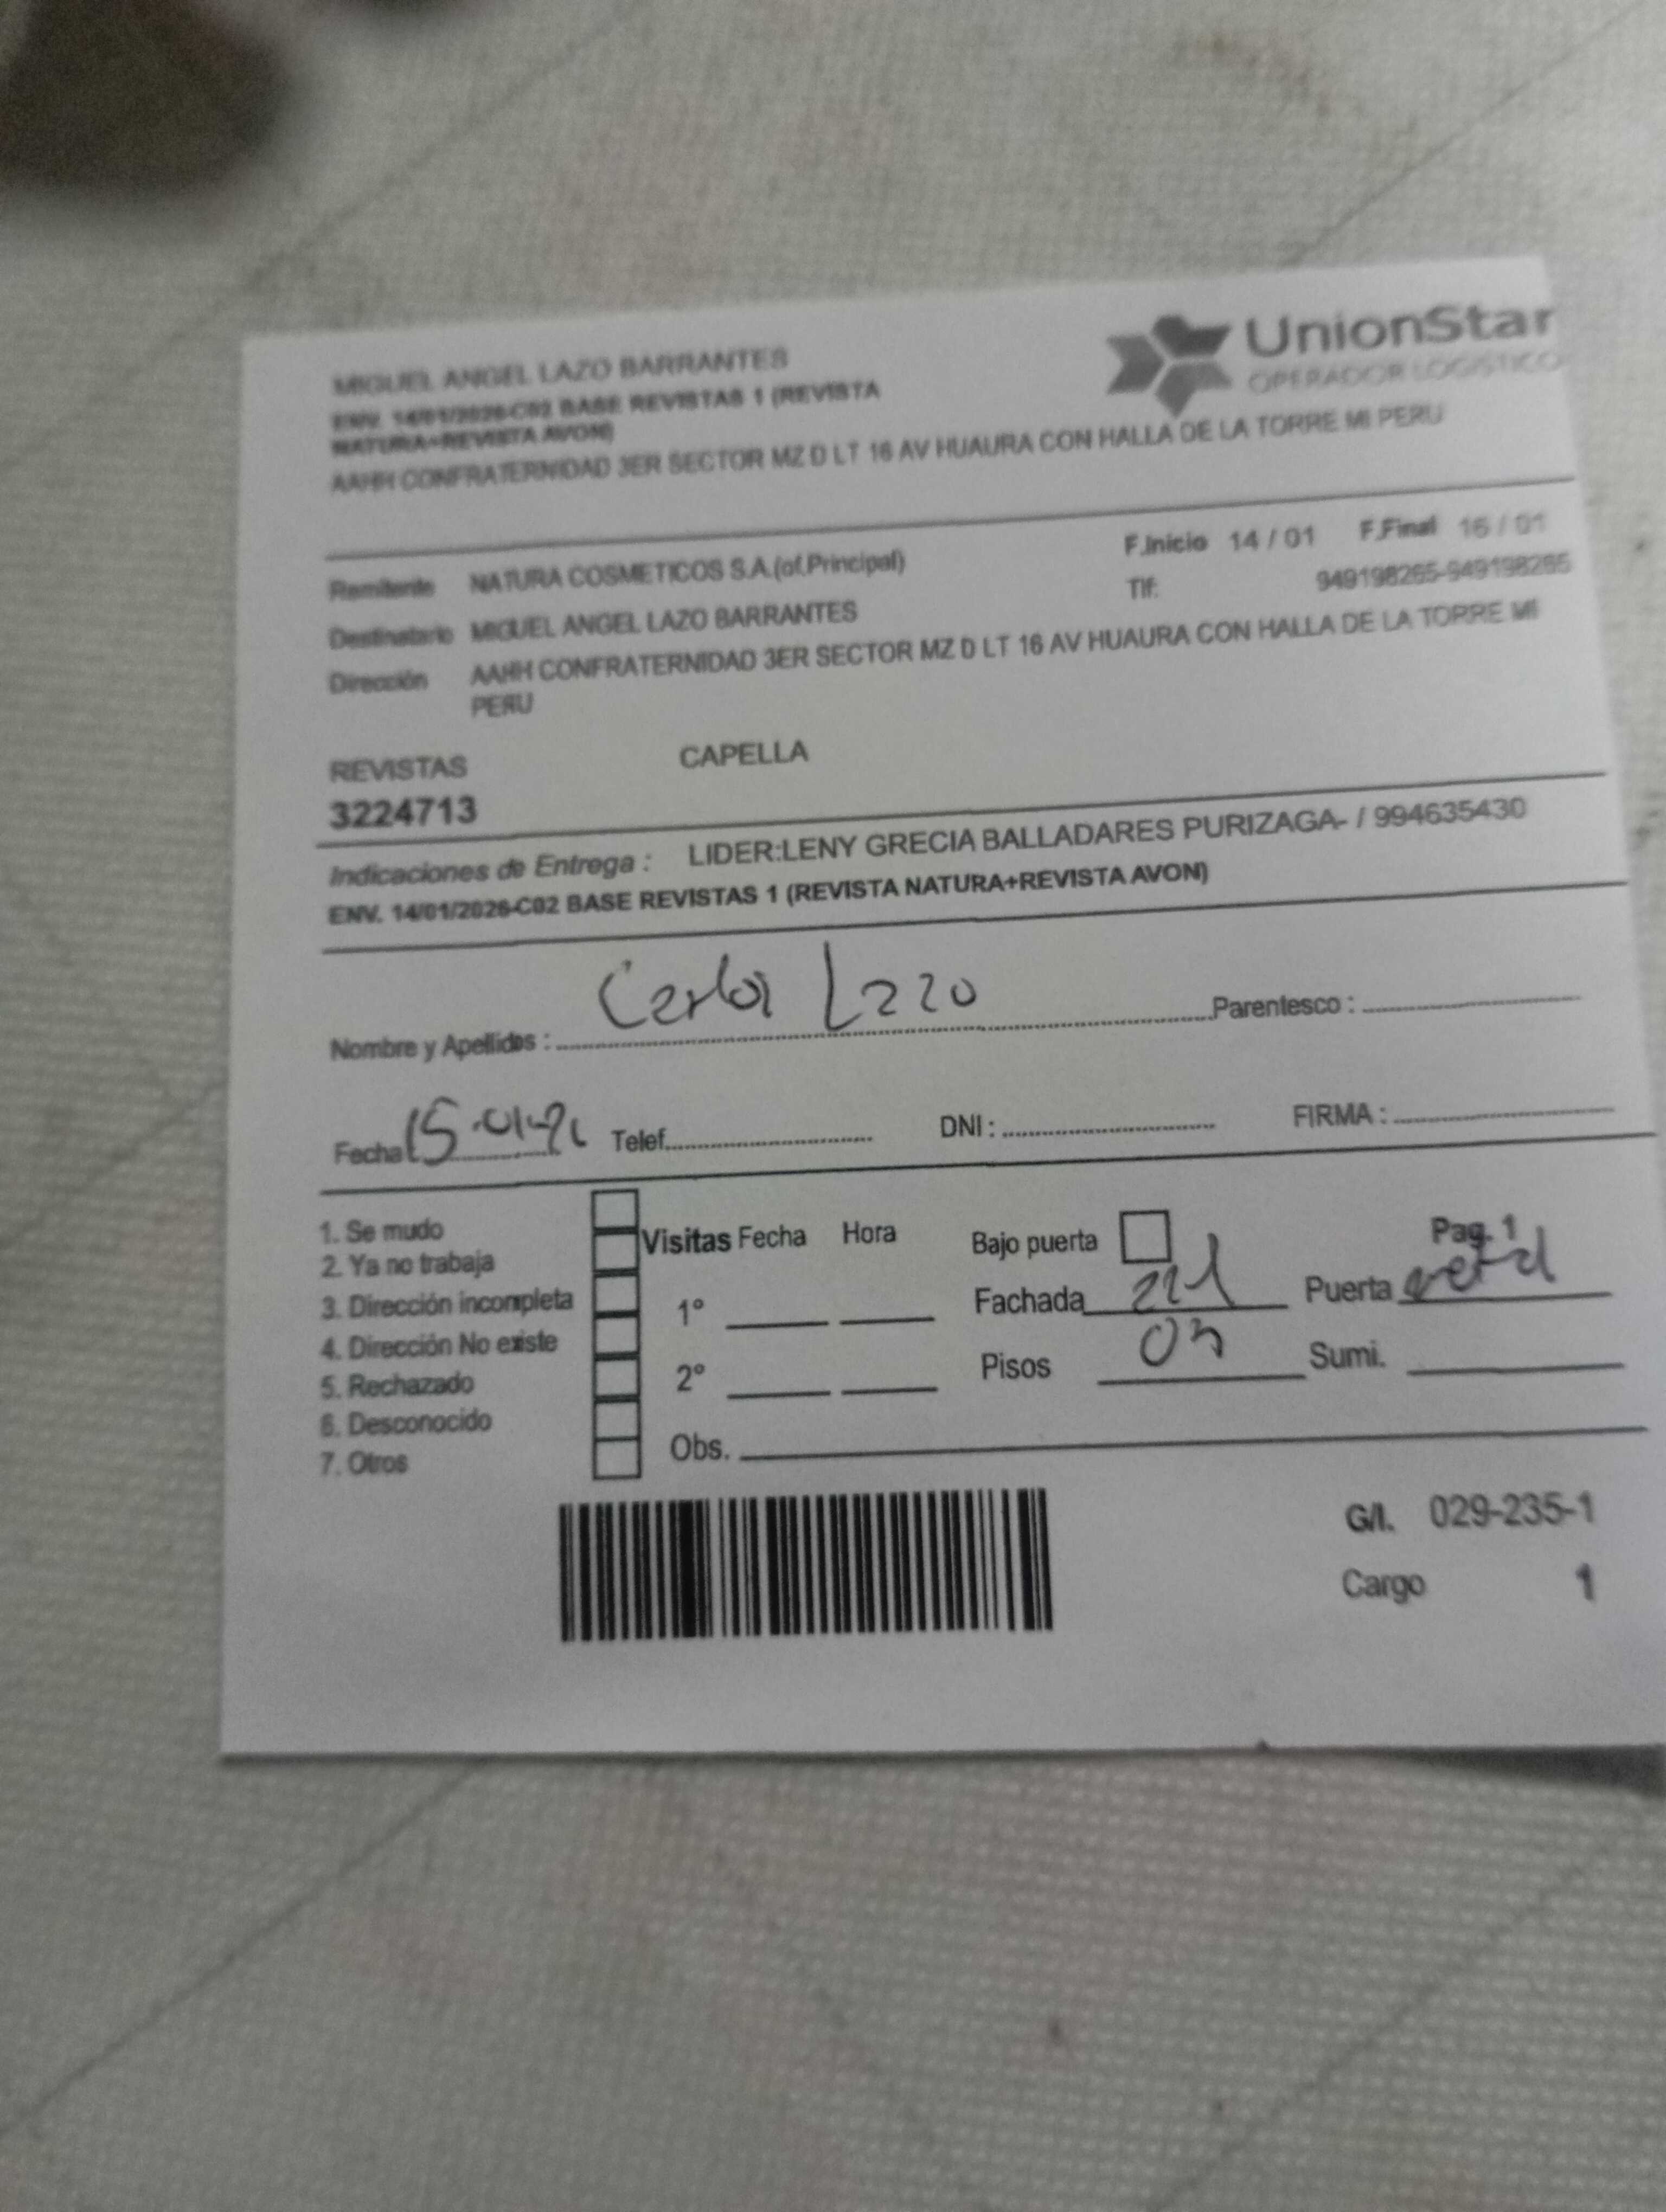 UnionStar
OPERADOR LOGISTICO
MIGUEL ANGEL LAZO BARRANTES
ENV. 14/01/2026-C02 BASE REVISTAS 1 (REVISTA
NATURA+REVISTA AVON)
AAHH CONFRATERNIDAD 3ER SECTOR MZ D LT 16 AV HUAURA CON HALLA DE LA TORRE MI PERU
Remitente NATURA COSMETICOS S.A.(of.Principal) F.Inicio 14 / 01 F.Final 16 / 01
Destinatario MIGUEL ANGEL LAZO BARRANTES Tlf: 949198265-949198265
Dirección AAHH CONFRATERNIDAD 3ER SECTOR MZ D LT 16 AV HUAURA CON HALLA DE LA TORRE MI
PERU
REVISTAS CAPELLA
3224713
Indicaciones de Entrega : LIDER:LENY GRECIA BALLADARES PURIZAGA- / 994635430
ENV. 14/01/2026-C02 BASE REVISTAS 1 (REVISTA NATURA+REVISTA AVON)
Nombre y Apellidos : Carlos Lazo Parentesco :
Fecha 15-01-26 Telef. DNI : FIRMA :
1. Se mudo
2. Ya no trabaja
3. Dirección incompleta
4. Dirección No existe
5. Rechazado
6. Desconocido
7. Otros
Visitas Fecha Hora
1º
2º
Obs.
Bajo puerta Pag. 1
Fachada Puerta
Pisos 03 Sumi.
G/I. 029-235-1
Cargo 1